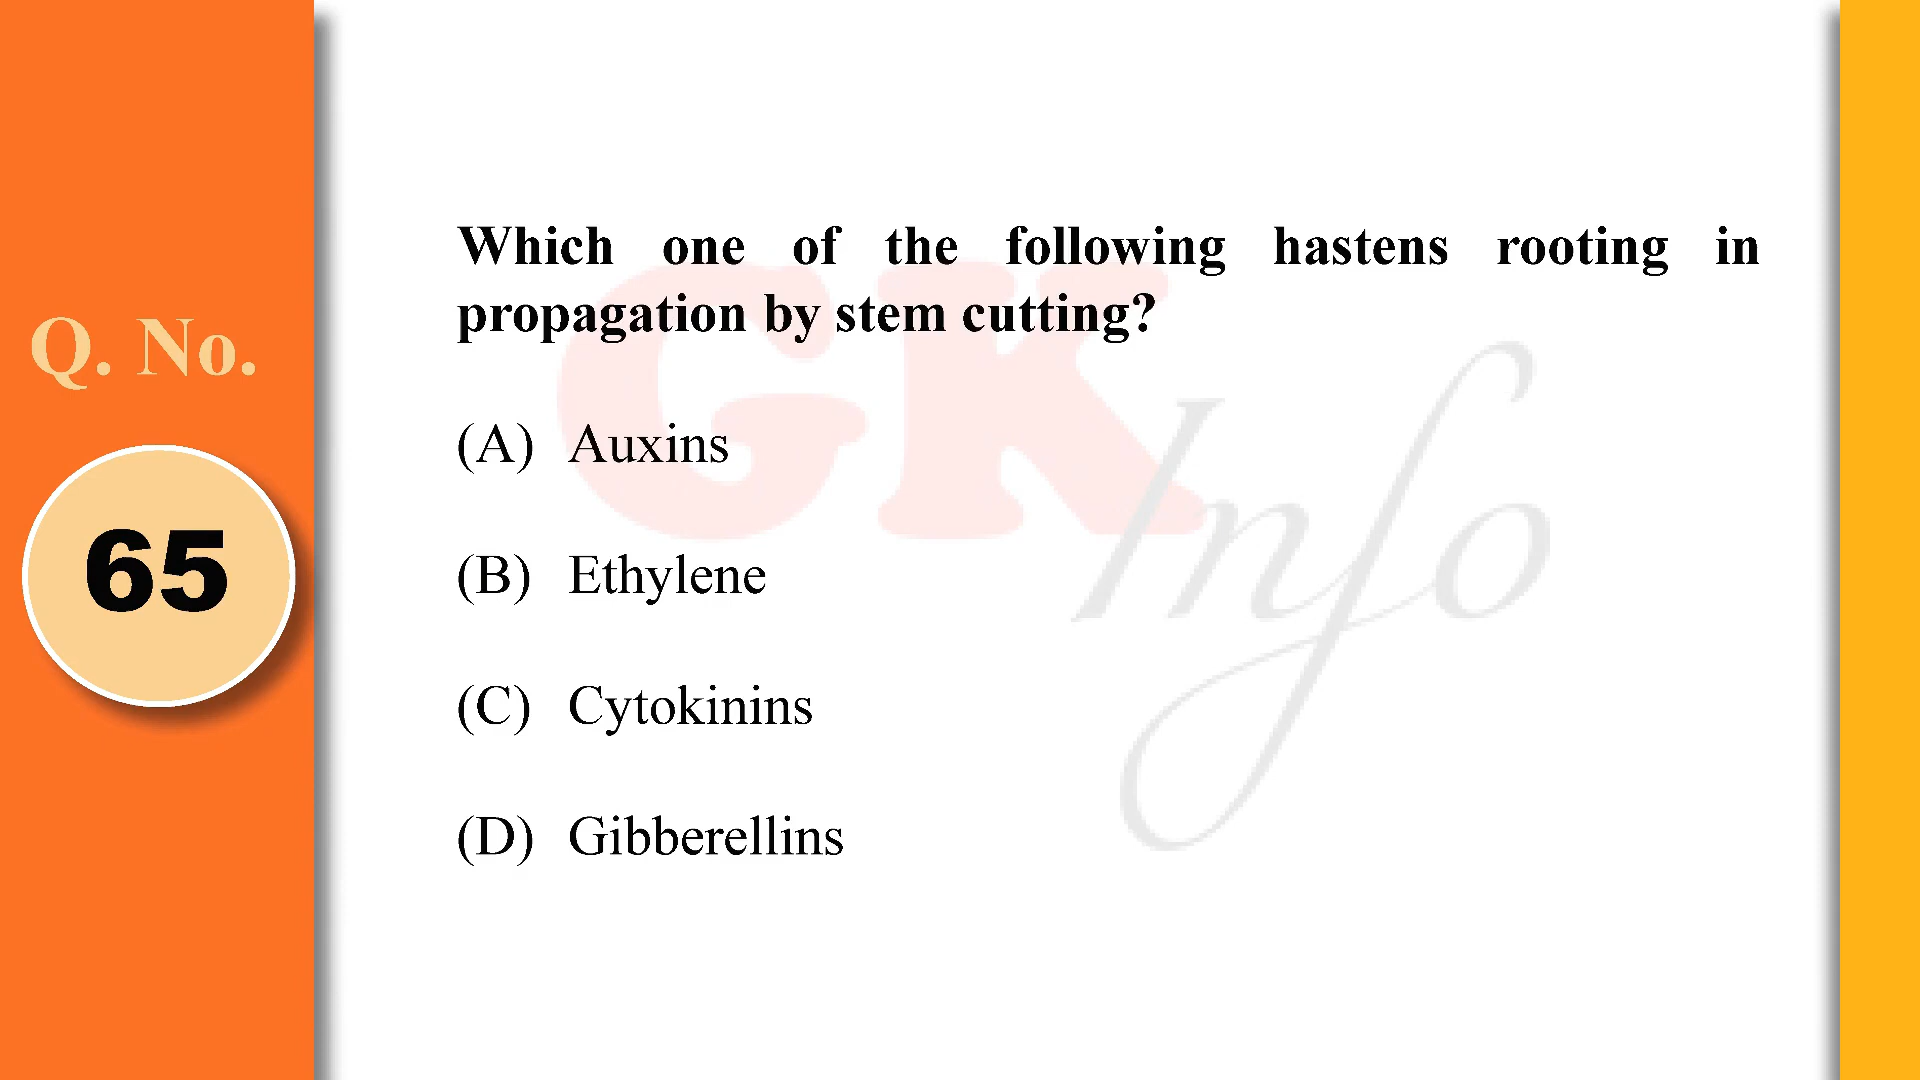 Q. No.
65
Which one of the following hastens rooting in
propagation by stem cutting?
(A) Auxins
(B) Ethylene
(C) Cytokinins
(D) Gibberellins
GK
Info